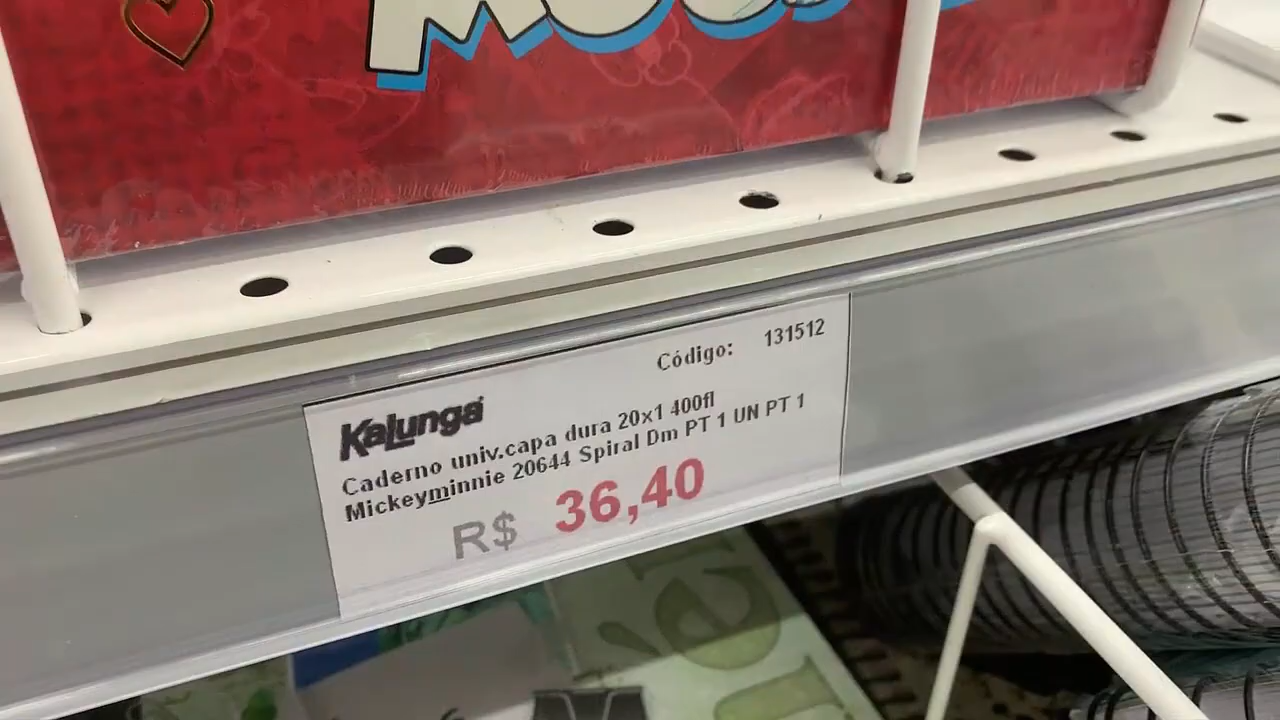 Código: 131512
Kalunga
Caderno univ.capa dura 20x1 400fl
Mickeyminnie 20644 Spiral Dm PT 1 UN PT 1
R$ 36,40